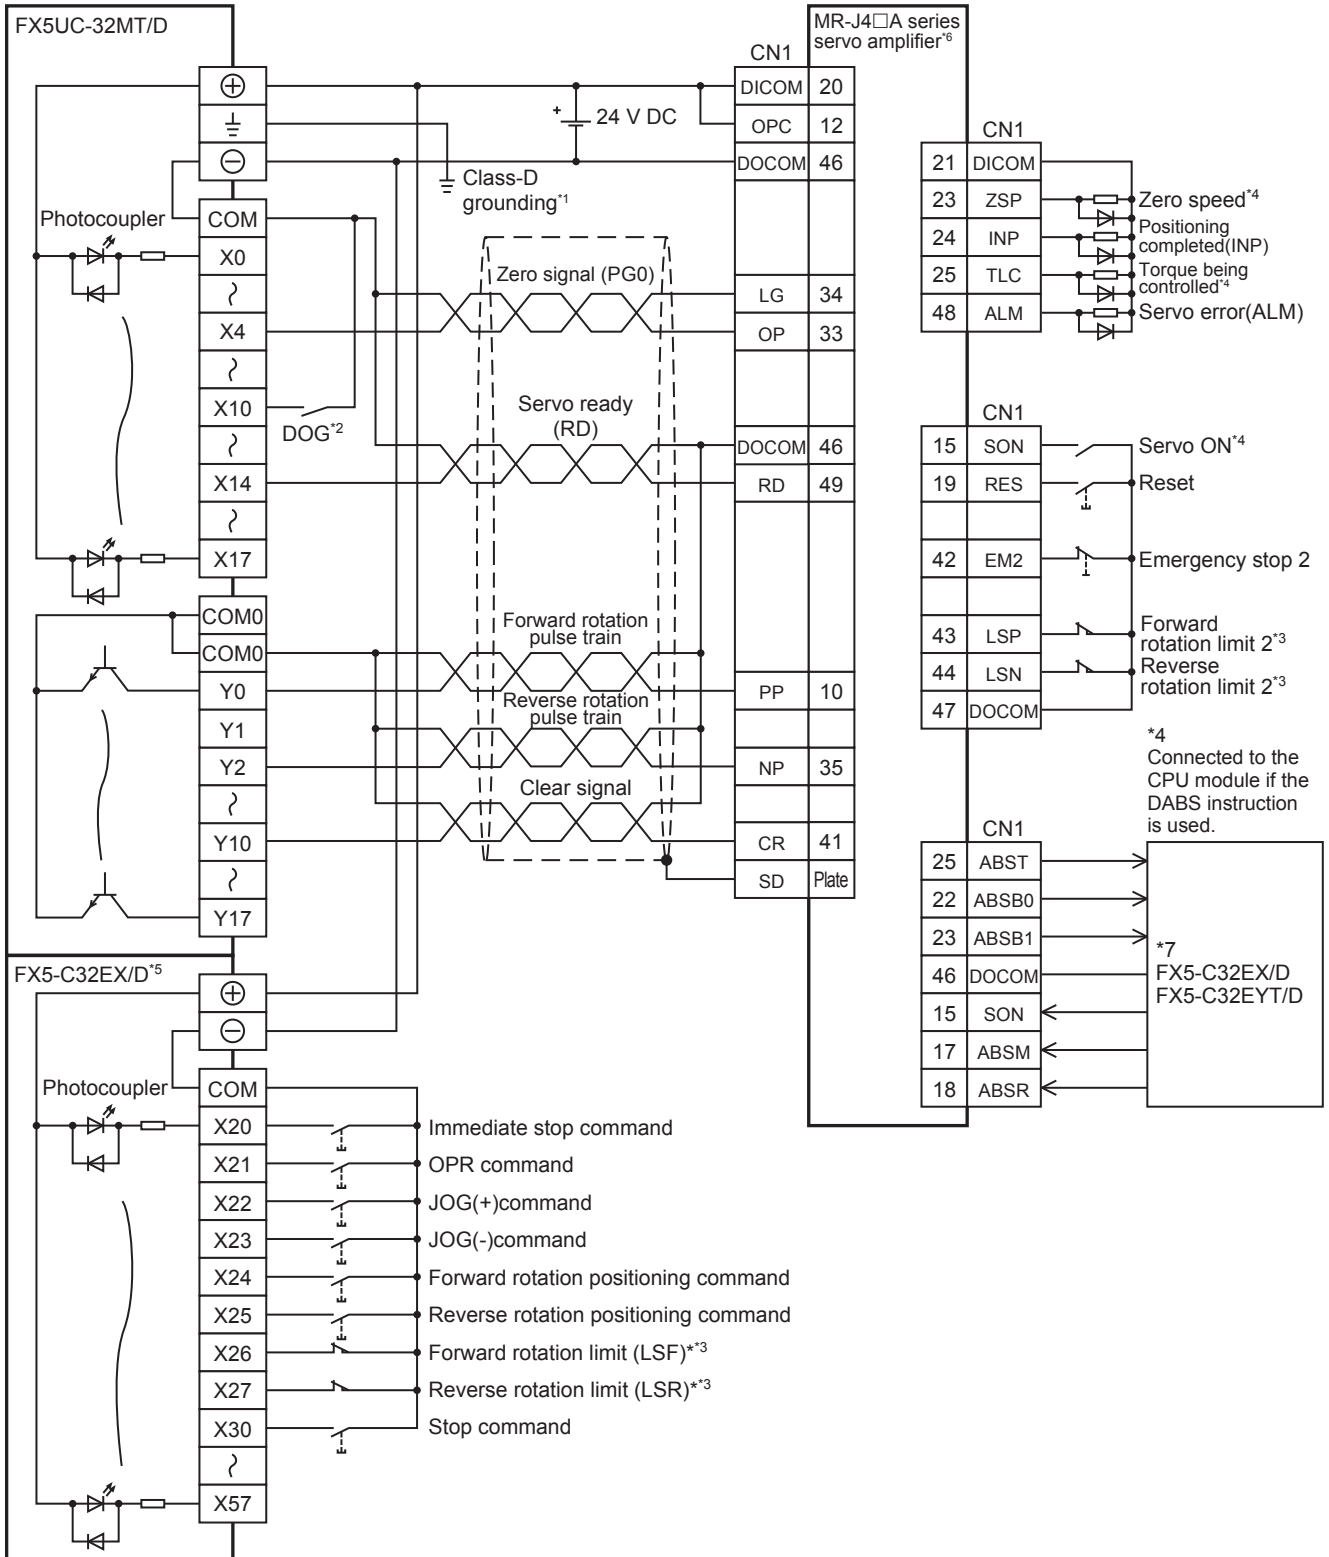 FX5UC-32MT/D
MR-J4□A series
servo amplifier*6
CN1
DICOM 20
OPC 12
DOCOM 46
24 V DC
+
Class-D
grounding*1
Photocoupler
COM
X0
X4
X10
X14
X17
COM0
COM0
Y0
Y1
Y2
Y10
Y17
DOG*2
Zero signal (PG0)
LG 34
OP 33
Servo ready
(RD)
DOCOM 46
RD 49
Forward rotation
pulse train
PP 10
Reverse rotation
pulse train
NP 35
Clear signal
CR 41
SD Plate
CN1
21 DICOM
23 ZSP Zero speed*4
24 INP Positioning
completed(INP)
25 TLC Torque being
controlled*4
48 ALM Servo error(ALM)
CN1
15 SON Servo ON*4
19 RES Reset
42 EM2 Emergency stop 2
43 LSP Forward
rotation limit 2*3
44 LSN Reverse
rotation limit 2*3
47 DOCOM
*4
Connected to the
CPU module if the
DABS instruction
is used.
CN1
25 ABST
22 ABSB0
23 ABSB1
46 DOCOM
15 SON
17 ABSM
18 ABSR
*7
FX5-C32EX/D
FX5-C32EYT/D
FX5-C32EX/D*5
Photocoupler
COM
X20 Immediate stop command
X21 OPR command
X22 JOG(+)command
X23 JOG(-)command
X24 Forward rotation positioning command
X25 Reverse rotation positioning command
X26 Forward rotation limit (LSF)**3
X27 Reverse rotation limit (LSR)**3
X30 Stop command
X57